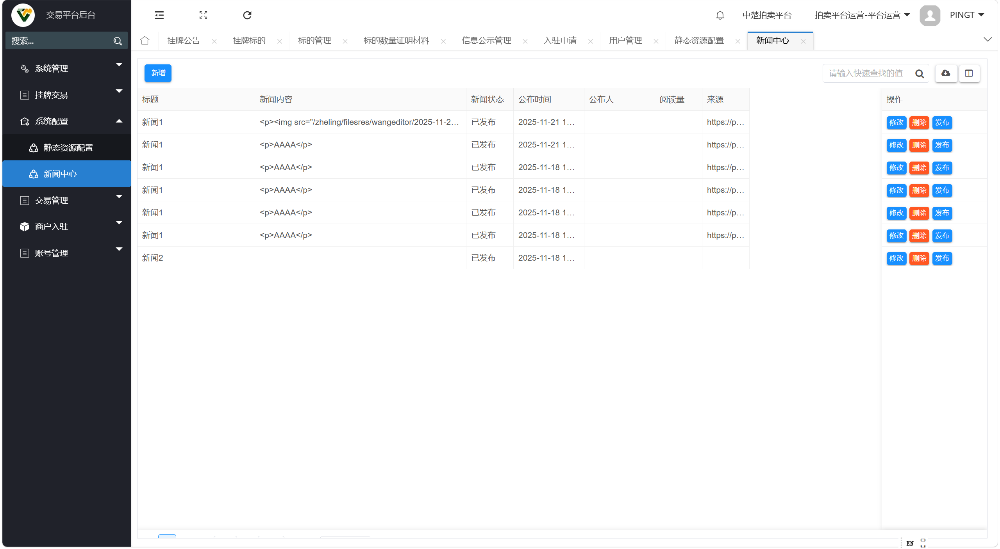 交易平台后台
中楚拍卖平台 拍卖平台运营-平台运营 PINGT
搜索...
挂牌公告 挂牌标的 标的管理 标的数量证明材料 信息公示管理 入驻申请 用户管理 静态资源配置 新闻中心
系统管理
挂牌交易
系统配置
静态资源配置
新闻中心
交易管理
商户入驻
账号管理
新增 请输入快速查找的值
标题 新闻内容 新闻状态 公布时间 公布人 阅读量 来源 操作
新闻1 <p><img src="/zheling/filesres/wangeditor/2025-11-2... 已发布 2025-11-21 1... https://p... 修改 删除 发布
新闻1 <p>AAAA</p> 已发布 2025-11-21 1... https://p... 修改 删除 发布
新闻1 <p>AAAA</p> 已发布 2025-11-18 1... https://p... 修改 删除 发布
新闻1 <p>AAAA</p> 已发布 2025-11-18 1... https://p... 修改 删除 发布
新闻1 <p>AAAA</p> 已发布 2025-11-18 1... https://p... 修改 删除 发布
新闻1 <p>AAAA</p> 已发布 2025-11-18 1... https://p... 修改 删除 发布
新闻2 已发布 2025-11-18 1... 修改 删除 发布
EN